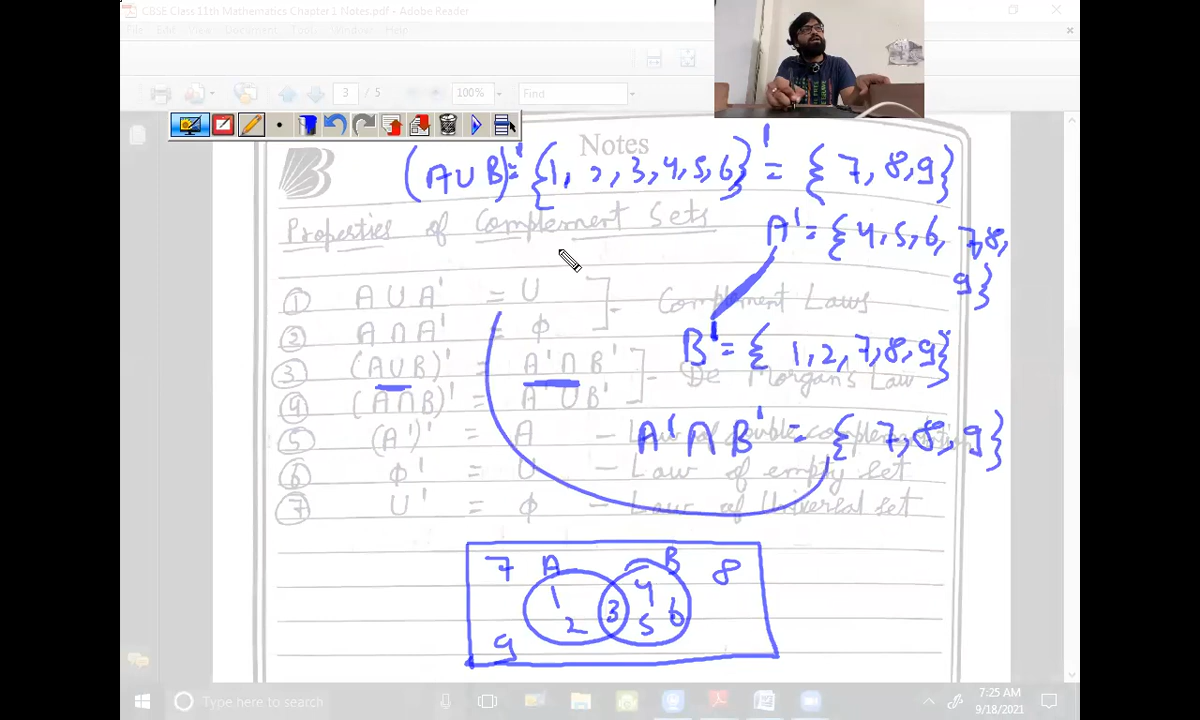 CBSE Class 11th Mathematics Chapter 1 Notes.pdf - Adobe Reader
File Edit View Document Tools Window Help
3 / 5 100% Find
Notes
(A∪B)' = {1, 2, 3, 4, 5, 6}' = {7, 8, 9}
Properties of Complement Sets
A' = {4, 5, 6, 7, 8,
9}
① A ∪ A' = U
Complement Laws
② A ∩ A' = ϕ
B' = { 1, 2, 7, 8, 9}
③ (A∪B)' = A'∩B'
De Morgan's Law
④ (A∩B)' = A'∪B'
A'∩B' = {7, 8, 9}
⑤ (A')' = A – Law of double complementation
⑥ ϕ' = U – Law of empty set
⑦ U' = ϕ – Law of Universal set
7 A B 8
1 3 4
2 5 6
9
Type here to search
7:25 AM
9/18/2021